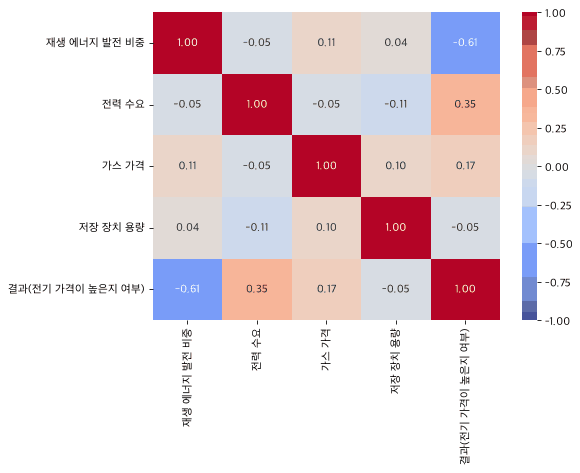 재생 에너지 발전 비중 1.00 -0.05 0.11 0.04 -0.61
전력 수요 -0.05 1.00 -0.05 -0.11 0.35
가스 가격 0.11 -0.05 1.00 0.10 0.17
저장 장치 용량 0.04 -0.11 0.10 1.00 -0.05
결과(전기 가격이 높은지 여부) -0.61 0.35 0.17 -0.05 1.00
재생 에너지 발전 비중
전력 수요
가스 가격
저장 장치 용량
결과(전기 가격이 높은지 여부)
1.00
0.75
0.50
0.25
0.00
-0.25
-0.50
-0.75
-1.00